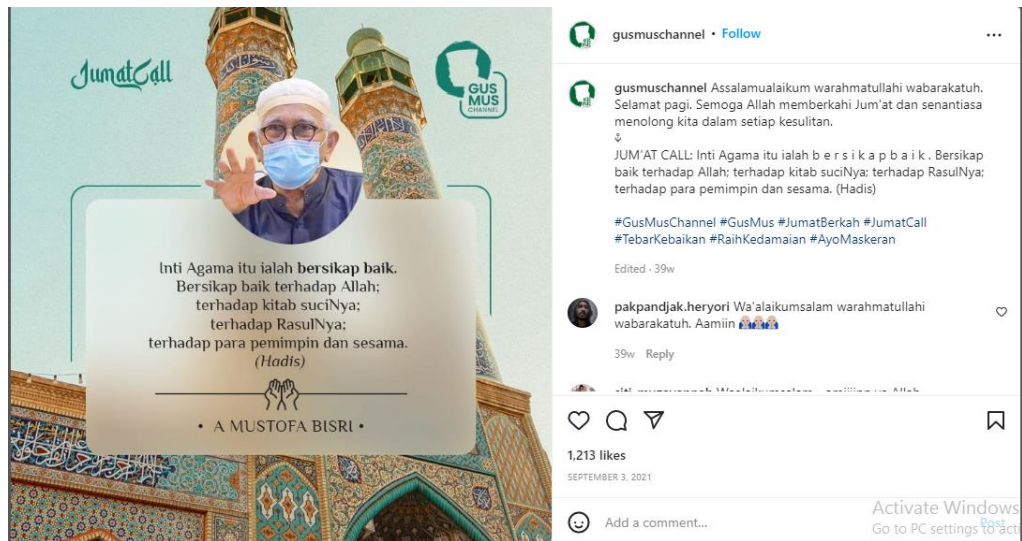 JumatCall
GUS
MUS
CHANNEL
Inti Agama itu ialah bersikap baik.
Bersikap baik terhadap Allah;
terhadap kitab suciNya;
terhadap RasulNya;
terhadap para pemimpin dan sesama.
(Hadis)
• A MUSTOFA BISRI •
gusmuschannel • Follow
gusmuschannel Assalamualaikum warahmatullahi wabarakatuh.
Selamat pagi. Semoga Allah memberkahi Jum'at dan senantiasa
menolong kita dalam setiap kesulitan.
JUM'AT CALL: Inti Agama itu ialah b e r s i k a p b a i k . Bersikap
baik terhadap Allah; terhadap kitab suciNya; terhadap RasulNya;
terhadap para pemimpin dan sesama. (Hadis)
#GusMusChannel #GusMus #JumatBerkah #JumatCall
#TebarKebaikan #RaihKedamaian #AyoMaskeran
Edited · 39w
pakpandjak.heryori Wa'alaikumsalam warahmatullahi
wabarakatuh. Aamiin
39w Reply
1,213 likes
SEPTEMBER 3, 2021
Add a comment...
Post
Activate Windows
Go to PC settings to acti